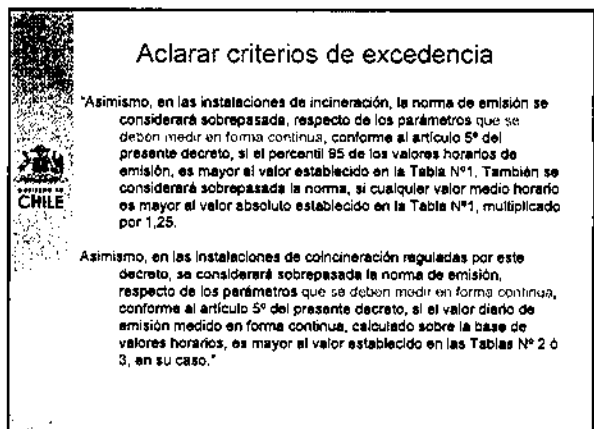 Aclarar criterios de excedencia
"Asimismo, en las instalaciones de incineración, la norma de emisión se
considerará sobrepasada, respecto de los parámetros que se
deben medir en forma continua, conforme al artículo 5º del
presente decreto, si el percentil 95 de los valores horarios de
emisión, es mayor al valor establecido en la Tabla Nº1. También se
considerará sobrepasada la norma, si cualquier valor medio horario
es mayor al valor absoluto establecido en la Tabla Nº1, multiplicado
por 1,25.
GOBIERNO DE
CHILE
Asimismo, en las instalaciones de coincineración reguladas por este
decreto, se considerará sobrepasada la norma de emisión,
respecto de los parámetros que se deben medir en forma continua,
conforme al artículo 5º del presente decreto, si el valor diario de
emisión medido en forma continua, calculado sobre la base de
valores horarios, es mayor al valor establecido en las Tablas Nº 2 ó
3, en su caso."